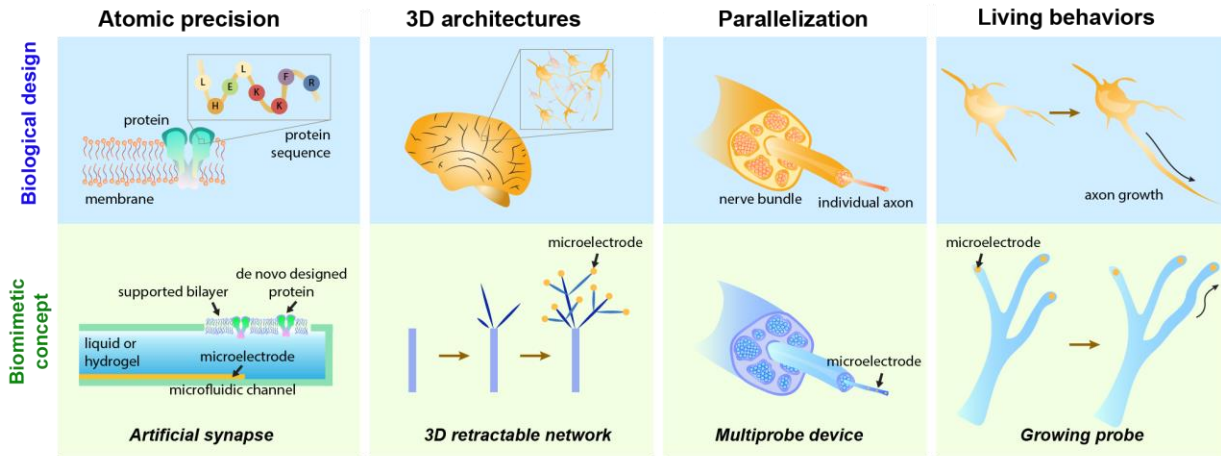 Atomic precision
3D architectures
Parallelization
Living behaviors
Biological design
L
H
E
L
K
K
F
R
protein
protein
sequence
membrane
nerve bundle
individual axon
axon growth
Biomimetic
concept
supported bilayer
de novo designed
protein
liquid or
hydrogel
microelectrode
microfluidic channel
Artificial synapse
microelectrode
3D retractable network
microelectrode
Multiprobe device
microelectrode
Growing probe